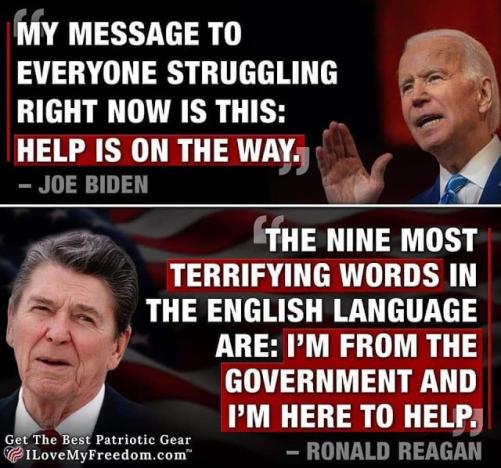 “MY MESSAGE TO
EVERYONE STRUGGLING
RIGHT NOW IS THIS:
HELP IS ON THE WAY.”
– JOE BIDEN
“THE NINE MOST
TERRIFYING WORDS IN
THE ENGLISH LANGUAGE
ARE: I’M FROM THE
GOVERNMENT AND
I’M HERE TO HELP.”
– RONALD REAGAN
Get The Best Patriotic Gear
ILoveMyFreedom.com™